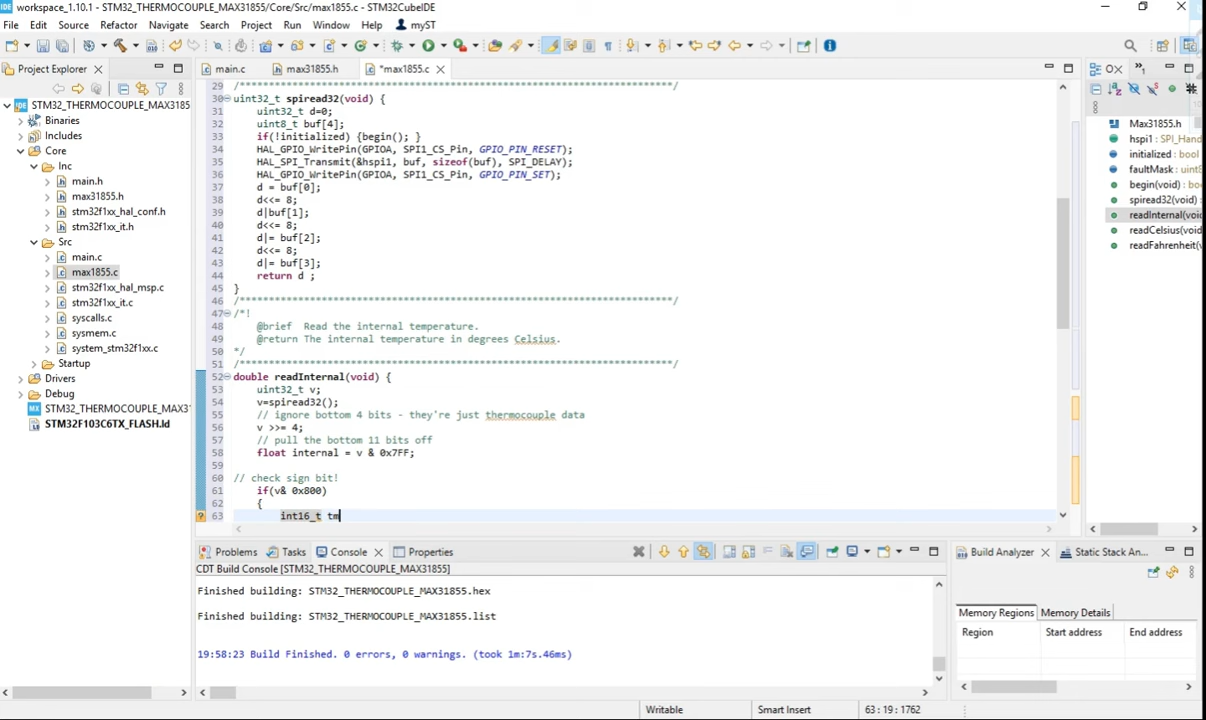 workspace_1.10.1 - STM32_THERMOCOUPLE_MAX31855/Core/Src/max1855.c - STM32CubeIDE
File Edit Source Refactor Navigate Search Project Run Window Help myST
Project Explorer
STM32_THERMOCOUPLE_MAX3185
Binaries
Includes
Core
Inc
main.h
max31855.h
stm32f1xx_hal_conf.h
stm32f1xx_it.h
Src
main.c
max1855.c
stm32f1xx_hal_msp.c
stm32f1xx_it.c
syscalls.c
sysmem.c
system_stm32f1xx.c
Startup
Drivers
Debug
STM32_THERMOCOUPLE_MAX31
STM32F103C6TX_FLASH.ld
main.c max31855.h *max1855.c
29 /**************************************************************************/
30 uint32_t spiread32(void) {
31 uint32_t d=0;
32 uint8_t buf[4];
33 if(!initialized) {begin(); }
34 HAL_GPIO_WritePin(GPIOA, SPI1_CS_Pin, GPIO_PIN_RESET);
35 HAL_SPI_Transmit(&hspi1, buf, sizeof(buf), SPI_DELAY);
36 HAL_GPIO_WritePin(GPIOA, SPI1_CS_Pin, GPIO_PIN_SET);
37 d = buf[0];
38 d<<= 8;
39 d|buf[1];
40 d<<= 8;
41 d|= buf[2];
42 d<<= 8;
43 d|= buf[3];
44 return d ;
45 }
46 /**************************************************************************/
47 /*!
48 @brief  Read the internal temperature.
49 @return The internal temperature in degrees Celsius.
50 */
51 /**************************************************************************/
52 double readInternal(void) {
53 uint32_t v;
54 v=spiread32();
55 // ignore bottom 4 bits - they're just thermocouple data
56 v >>= 4;
57 // pull the bottom 11 bits off
58 float internal = v & 0x7FF;
59
60 // check sign bit!
61 if(v& 0x800)
62 {
63 int16_t tm
O
Max31855.h
hspi1 : SPI_Hand
initialized : bool
faultMask : uint8
begin(void) : bo
spiread32(void) :
readInternal(void
readCelsius(void
readFahrenheit(v
Problems Tasks Console Properties
CDT Build Console [STM32_THERMOCOUPLE_MAX31855]
Finished building: STM32_THERMOCOUPLE_MAX31855.hex
Finished building: STM32_THERMOCOUPLE_MAX31855.list
19:58:23 Build Finished. 0 errors, 0 warnings. (took 1m:7s.46ms)
Build Analyzer Static Stack An...
Memory Regions Memory Details
Region Start address End address
Writable Smart Insert 63 : 19 : 1762